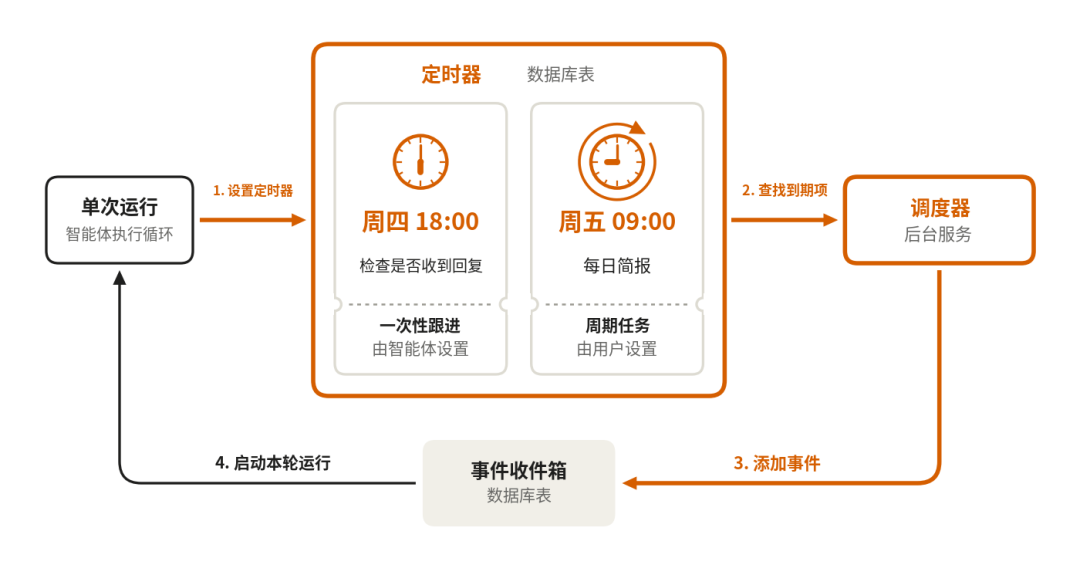 定时器 数据库表
单次运行
智能体执行循环
1. 设置定时器
周四 18:00
检查是否收到回复
一次性跟进
由智能体设置
周五 09:00
每日简报
周期任务
由用户设置
2. 查找到期项
调度器
后台服务
3. 添加事件
事件收件箱
数据库表
4. 启动本轮运行